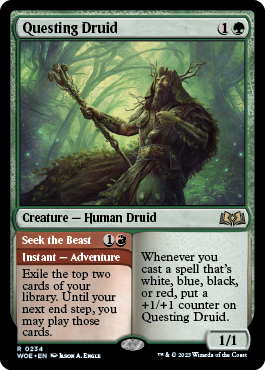 Questing Druid 1
Creature — Human Druid
Seek the Beast 1
Instant — Adventure
Exile the top two
cards of your
library. Until your
next end step, you
may play those
cards.
Whenever you
cast a spell that's
white, blue, black,
or red, put a
+1/+1 counter on
Questing Druid.
1/1
R 0234
WOE • EN JASON A. ENGLE
™ & © 2023 Wizards of the Coast